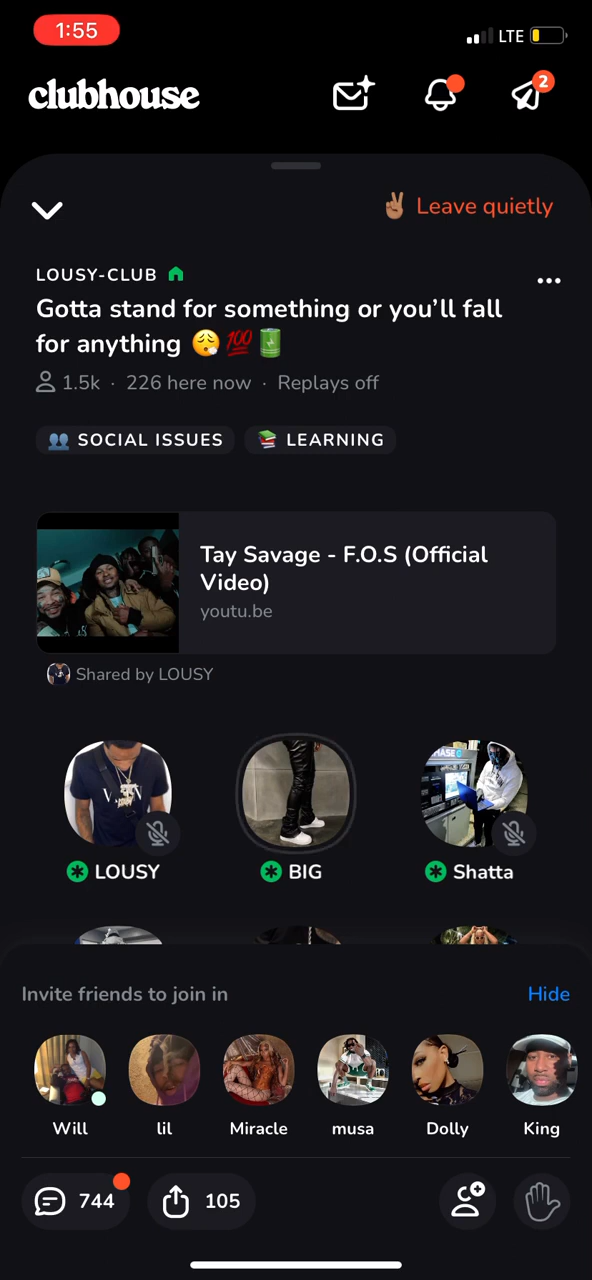 1:55
LTE
clubhouse
2
✌🏽 Leave quietly
LOUSY-CLUB
Gotta stand for something or you'll fall
for anything 😮‍💨💯🔋
1.5k · 226 here now · Replays off
👥 SOCIAL ISSUES 📚 LEARNING
Tay Savage - F.O.S (Official
Video)
youtu.be
Shared by LOUSY
LOUSY BIG Shatta
Invite friends to join in Hide
Will lil Miracle musa Dolly King
744 105